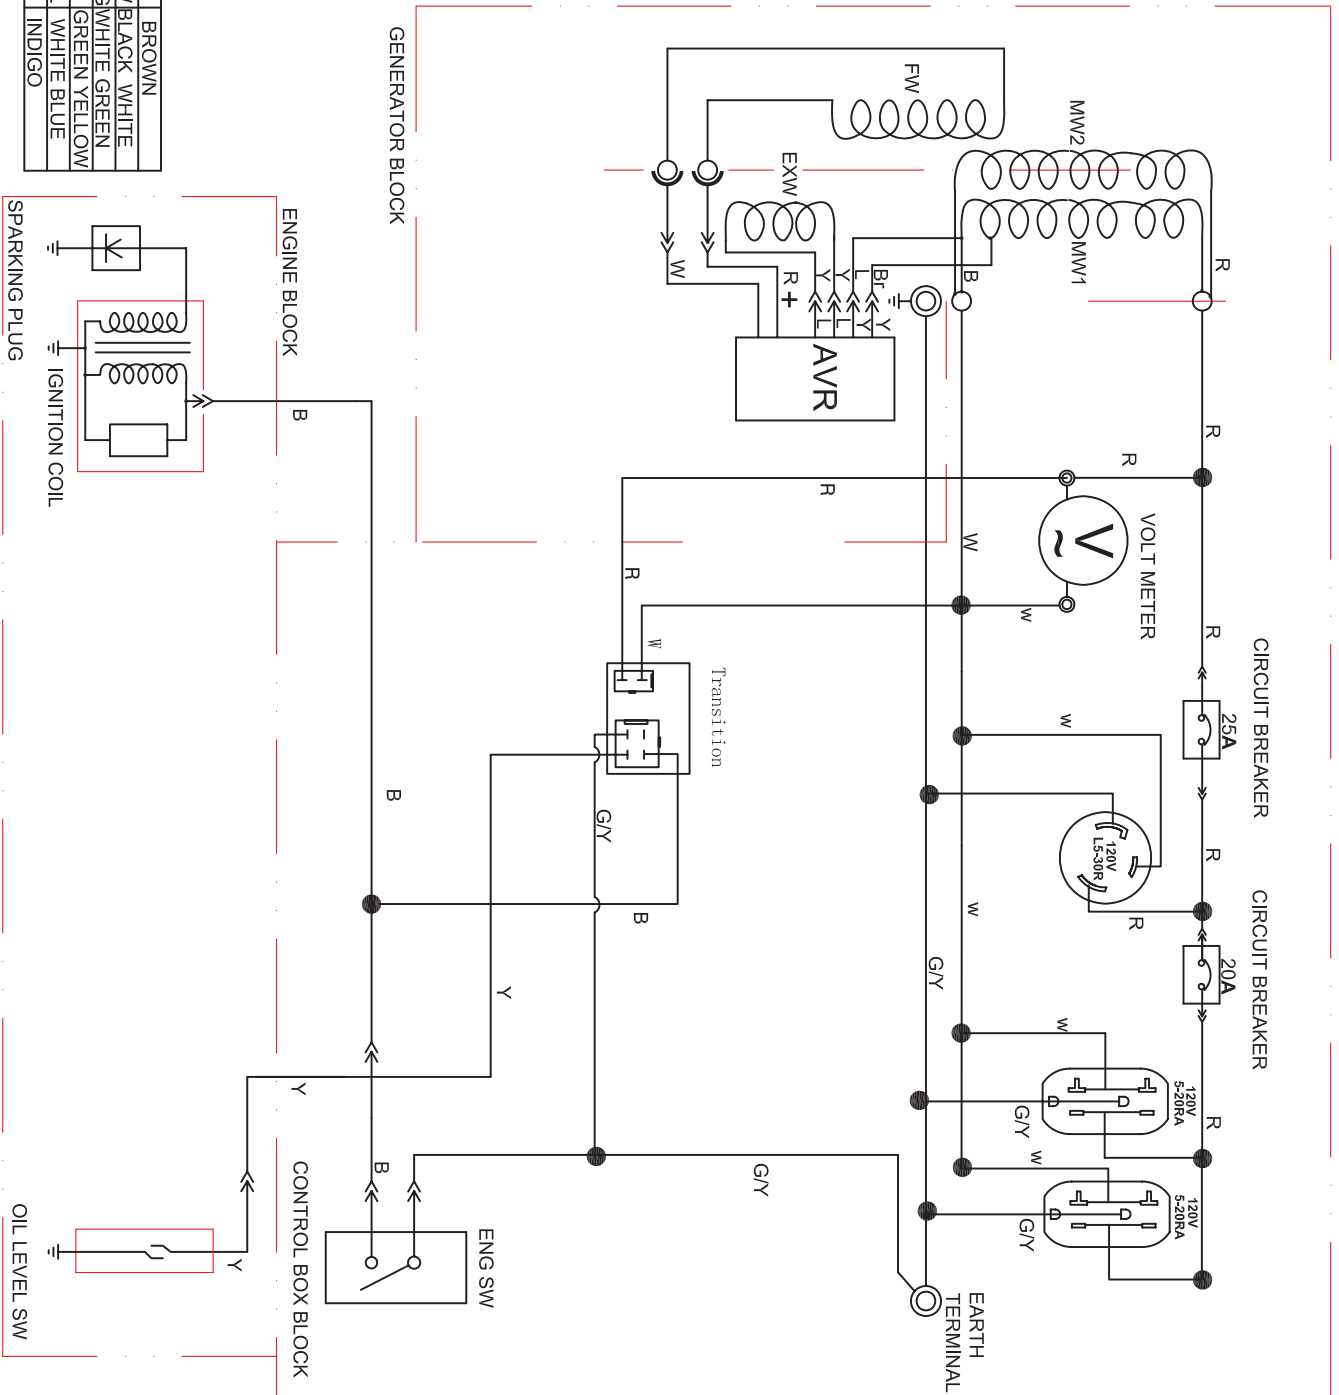 BROWN
BLACK WHITE
WHITE GREEN
GREEN YELLOW
WHITE BLUE
INDIGO
GENERATOR BLOCK
FW
MW2
EXW
MW1
R
B
Br
L
Y
Y
R
+
W
L
L
Y
Y
AVR
SPARKING PLUG
ENGINE BLOCK
IGNITION COIL
B
R
R
R
V
~
VOLT METER
W
R
W
w
R
CIRCUIT BREAKER
25A
Transition
w
G/Y
B
B
120V
L5-30R
R
R
CIRCUIT BREAKER
20A
w
G/Y
Y
w
120V
5-20RA
R
G/Y
Y
w
120V
5-20RA
G/Y
G/Y
B
CONTROL BOX BLOCK
ENG SW
Y
OIL LEVEL SW
EARTH
TERMINAL